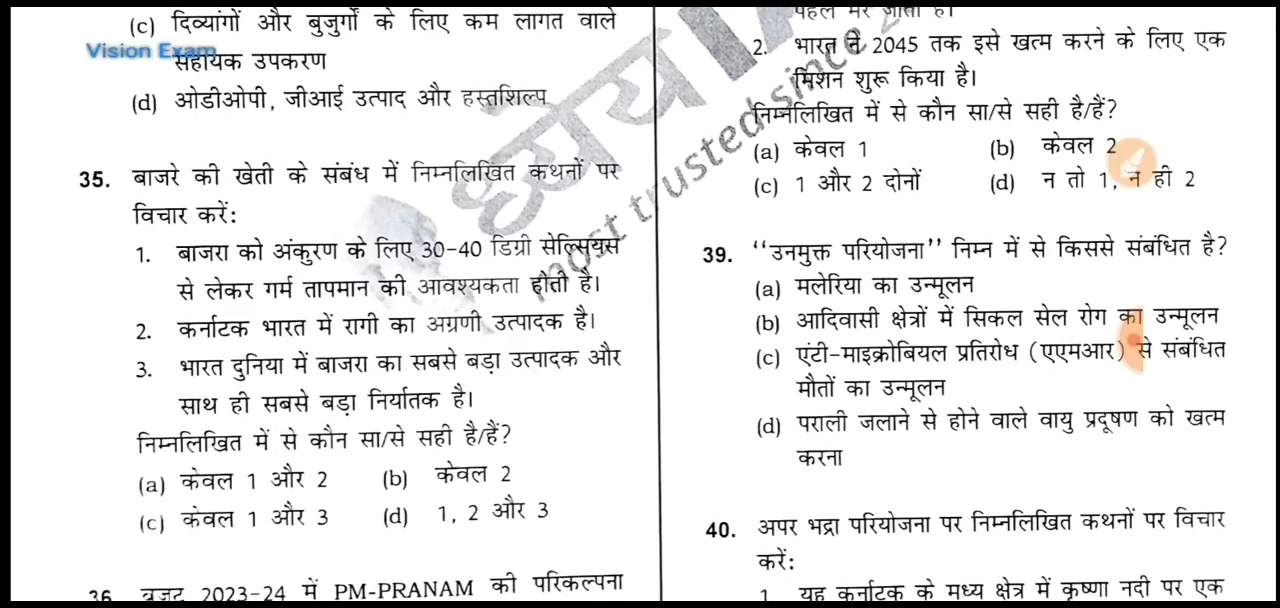 (c) दिव्यांगों और बुजुर्गों के लिए कम लागत वाले
Vision Exam
सहायक उपकरण
(d) ओडीओपी, जीआई उत्पाद और हस्तशिल्प
35. बाजरे की खेती के संबंध में निम्नलिखित कथनों पर
विचार करें:
1. बाजरा को अंकुरण के लिए 30-40 डिग्री सेल्सियस
से लेकर गर्म तापमान की आवश्यकता होती है।
2. कर्नाटक भारत में रागी का अग्रणी उत्पादक है।
3. भारत दुनिया में बाजरा का सबसे बड़ा उत्पादक और
साथ ही सबसे बड़ा निर्यातक है।
निम्नलिखित में से कौन सा/से सही है/हैं?
(a) केवल 1 और 2 (b) केवल 2
(c) केवल 1 और 3 (d) 1, 2 और 3
36. बजट 2023-24 में PM-PRANAM की परिकल्पना
पहले मर जाता है।
2. भारत ने 2045 तक इसे खत्म करने के लिए एक
मिशन शुरू किया है।
निम्नलिखित में से कौन सा/से सही है/हैं?
(a) केवल 1 (b) केवल 2
(c) 1 और 2 दोनों (d) न तो 1, न ही 2
39. "उनमुक्त परियोजना" निम्न में से किससे संबंधित है?
(a) मलेरिया का उन्मूलन
(b) आदिवासी क्षेत्रों में सिकल सेल रोग का उन्मूलन
(c) एंटी-माइक्रोबियल प्रतिरोध (एएमआर) से संबंधित
मौतों का उन्मूलन
(d) पराली जलाने से होने वाले वायु प्रदूषण को खत्म
करना
40. अपर भद्रा परियोजना पर निम्नलिखित कथनों पर विचार
करें:
1. यह कर्नाटक के मध्य क्षेत्र में कृष्णा नदी पर एक
ध्येय IA
most trusted since 2